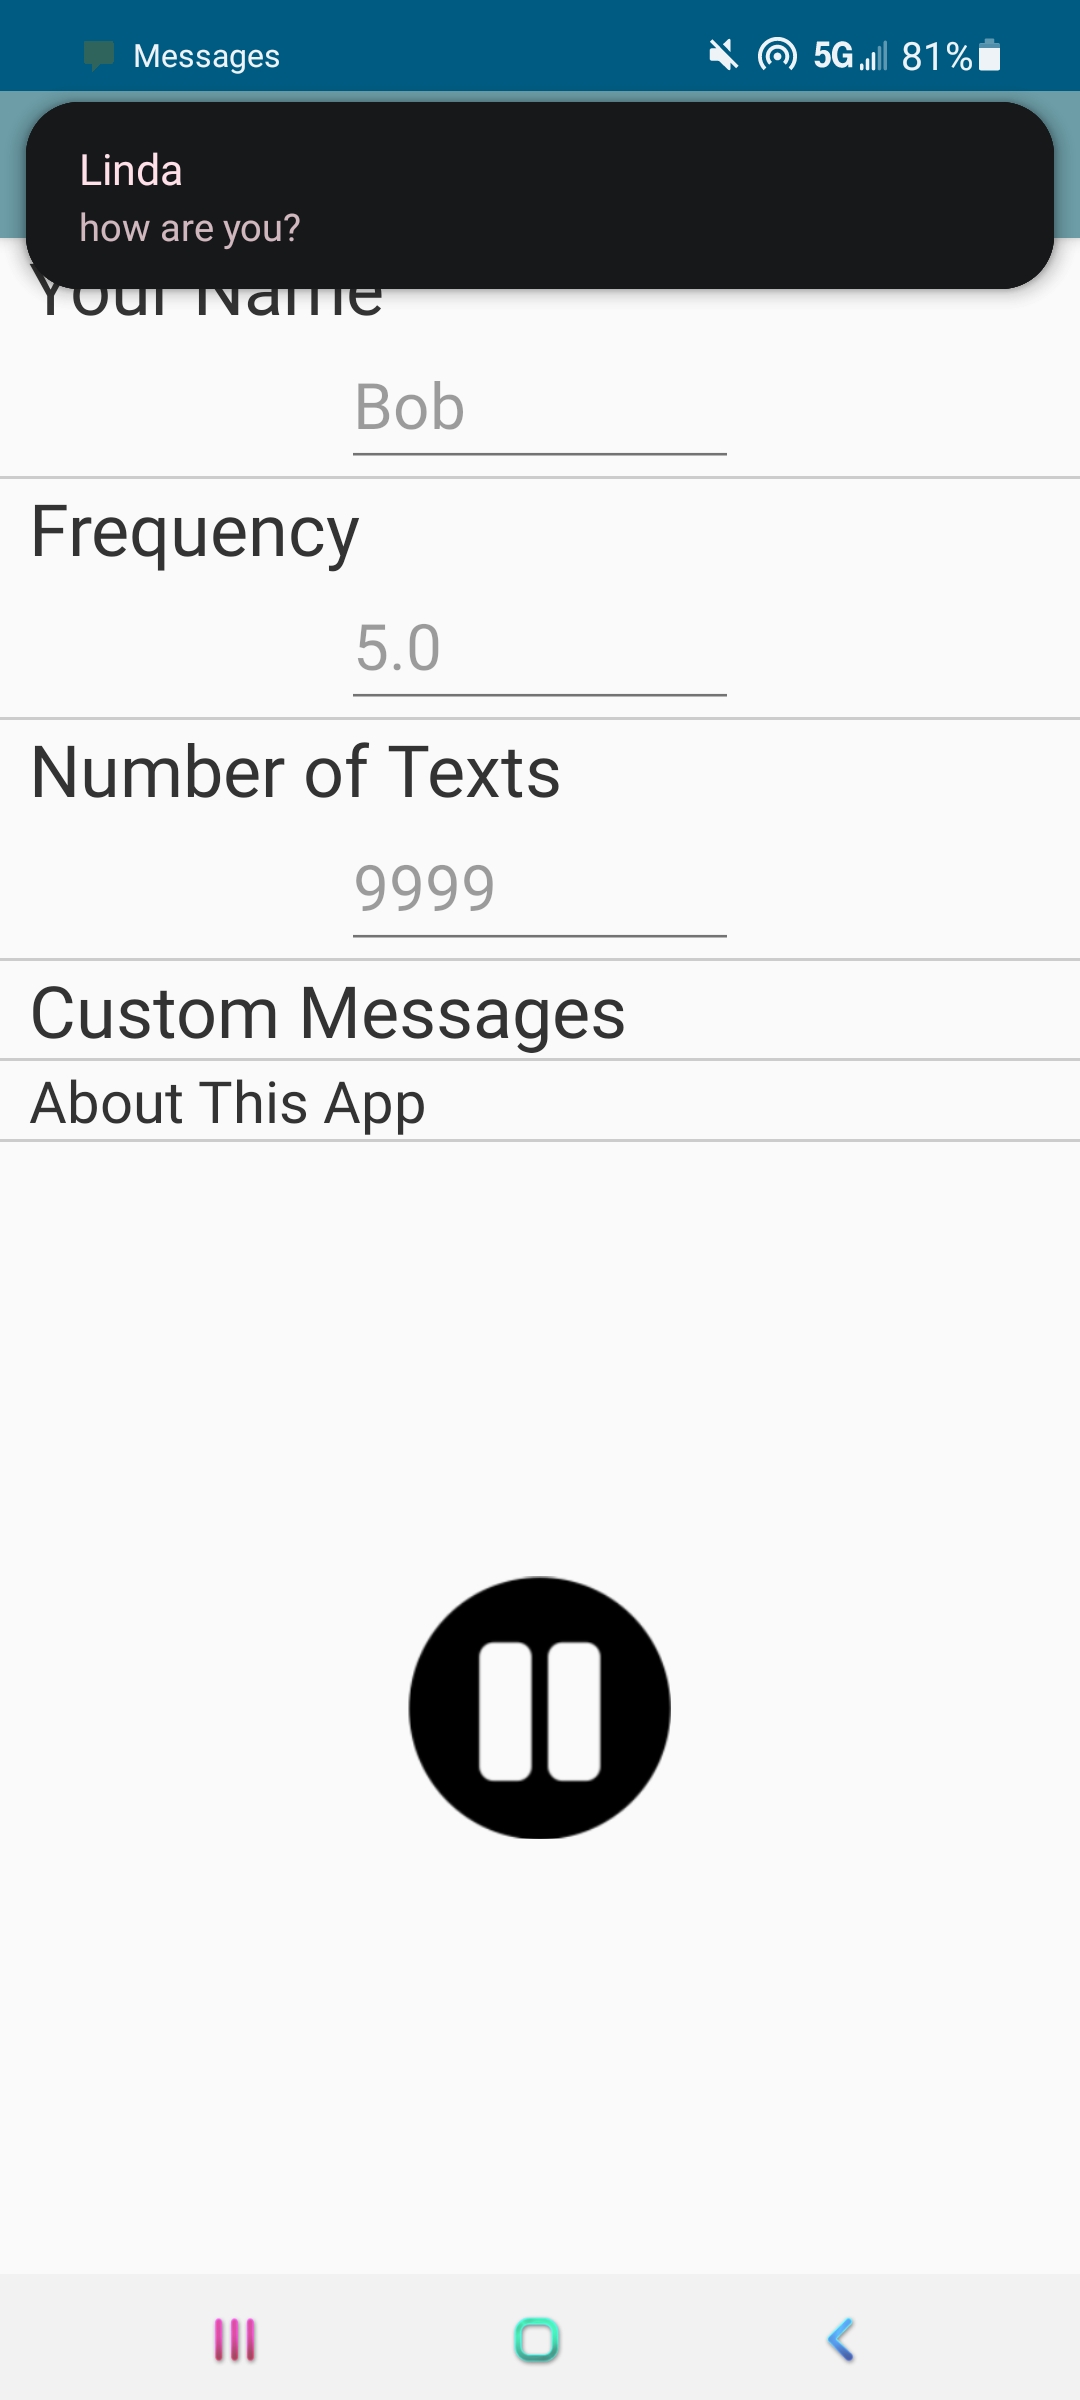 Messages
5G 81%
Linda
how are you?
Your Name
Bob
Frequency
5.0
Number of Texts
9999
Custom Messages
About This App